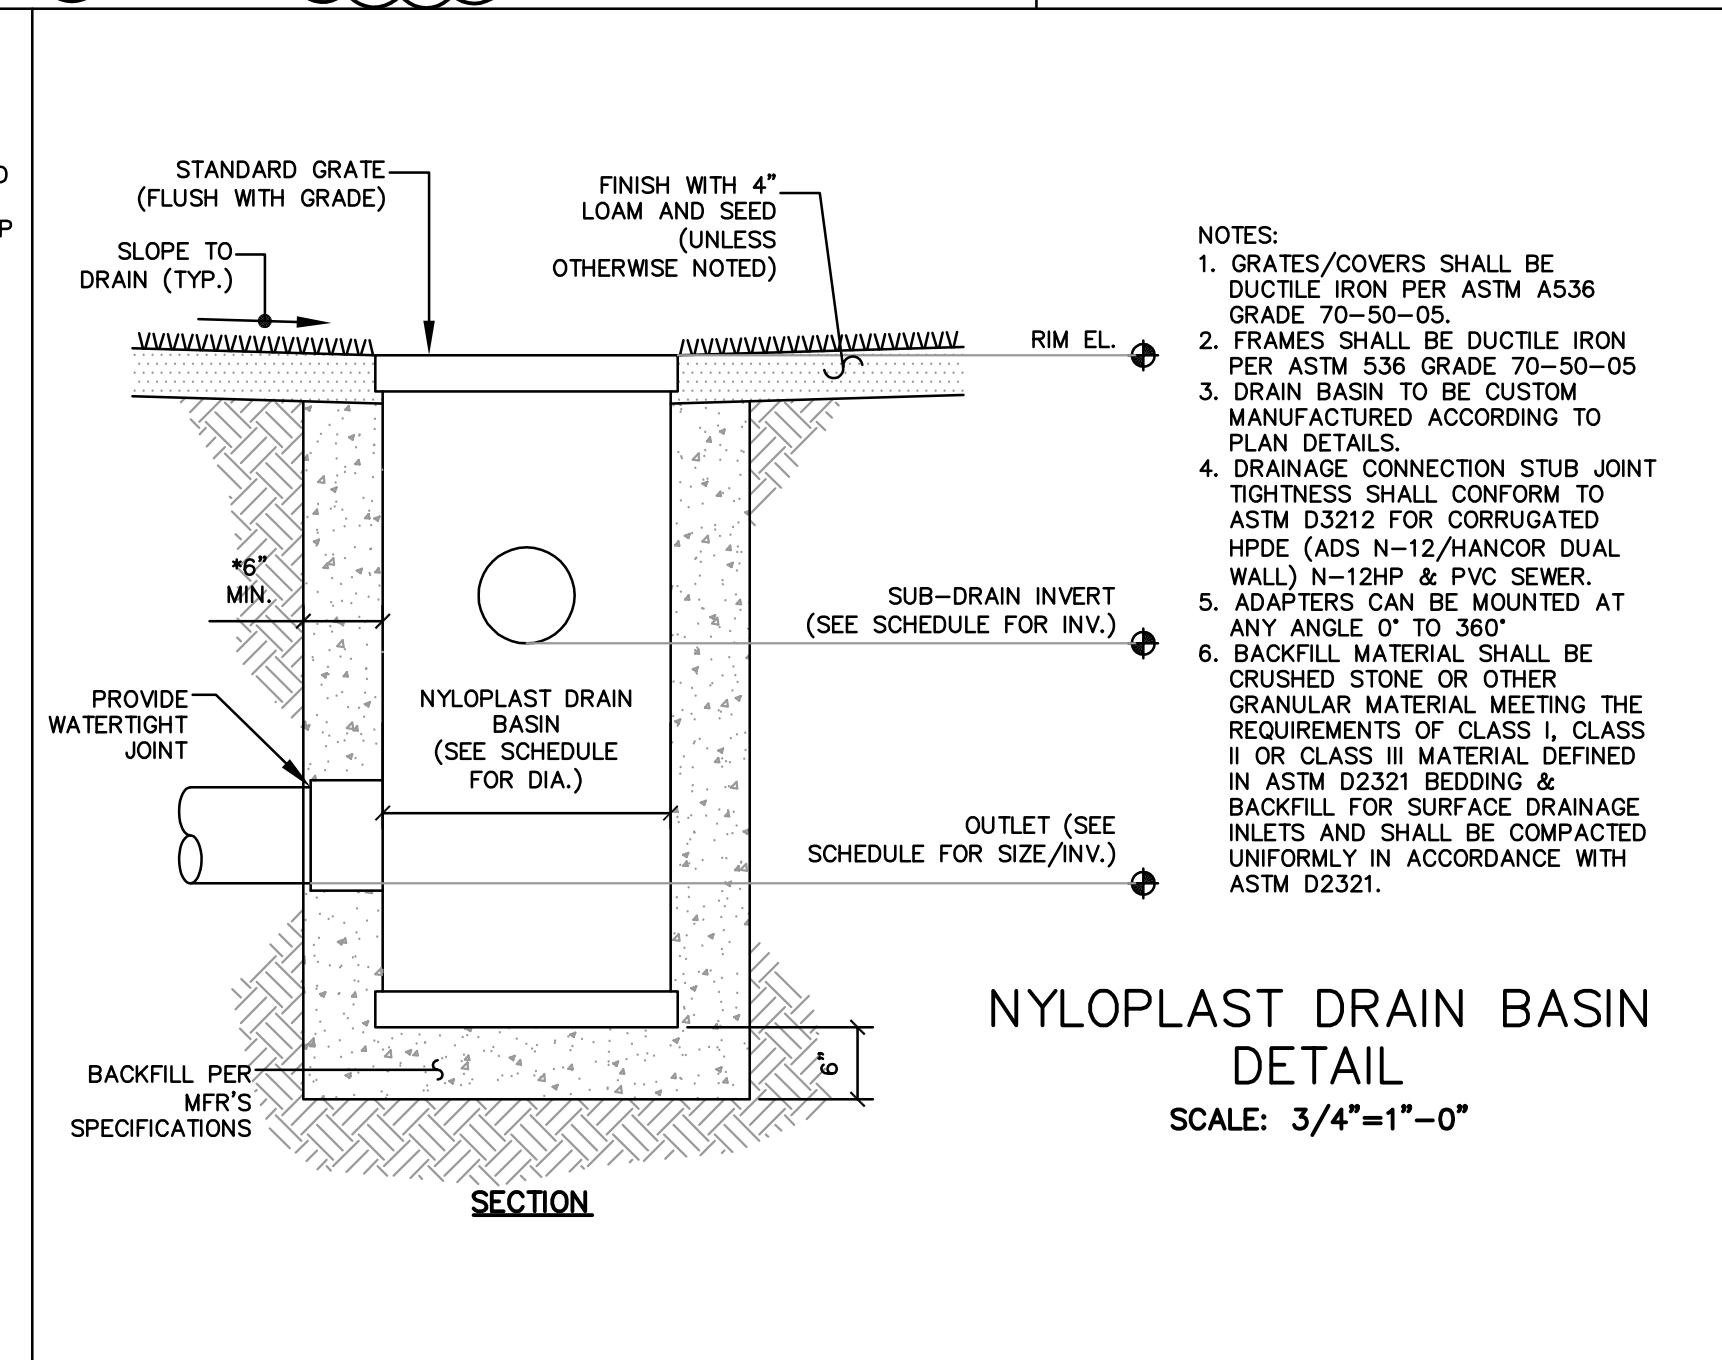 O
P
STANDARD GRATE
(FLUSH WITH GRADE)
SLOPE TO
DRAIN (TYP.)
FINISH WITH 4”
LOAM AND SEED
(UNLESS
OTHERWISE NOTED)
RIM EL.
*6”
MIN.
SUB-DRAIN INVERT
(SEE SCHEDULE FOR INV.)
PROVIDE
WATERTIGHT
JOINT
NYLOPLAST DRAIN
BASIN
(SEE SCHEDULE
FOR DIA.)
OUTLET (SEE
SCHEDULE FOR SIZE/INV.)
BACKFILL PER
MFR'S
SPECIFICATIONS
6”
SECTION
NOTES:
1. GRATES/COVERS SHALL BE
DUCTILE IRON PER ASTM A536
GRADE 70-50-05.
2. FRAMES SHALL BE DUCTILE IRON
PER ASTM 536 GRADE 70-50-05
3. DRAIN BASIN TO BE CUSTOM
MANUFACTURED ACCORDING TO
PLAN DETAILS.
4. DRAINAGE CONNECTION STUB JOINT
TIGHTNESS SHALL CONFORM TO
ASTM D3212 FOR CORRUGATED
HPDE (ADS N-12/HANCOR DUAL
WALL) N-12HP & PVC SEWER.
5. ADAPTERS CAN BE MOUNTED AT
ANY ANGLE 0° TO 360°
6. BACKFILL MATERIAL SHALL BE
CRUSHED STONE OR OTHER
GRANULAR MATERIAL MEETING THE
REQUIREMENTS OF CLASS I, CLASS
II OR CLASS III MATERIAL DEFINED
IN ASTM D2321 BEDDING &
BACKFILL FOR SURFACE DRAINAGE
INLETS AND SHALL BE COMPACTED
UNIFORMLY IN ACCORDANCE WITH
ASTM D2321.
NYLOPLAST DRAIN BASIN
DETAIL
SCALE: 3/4”=1”-0”